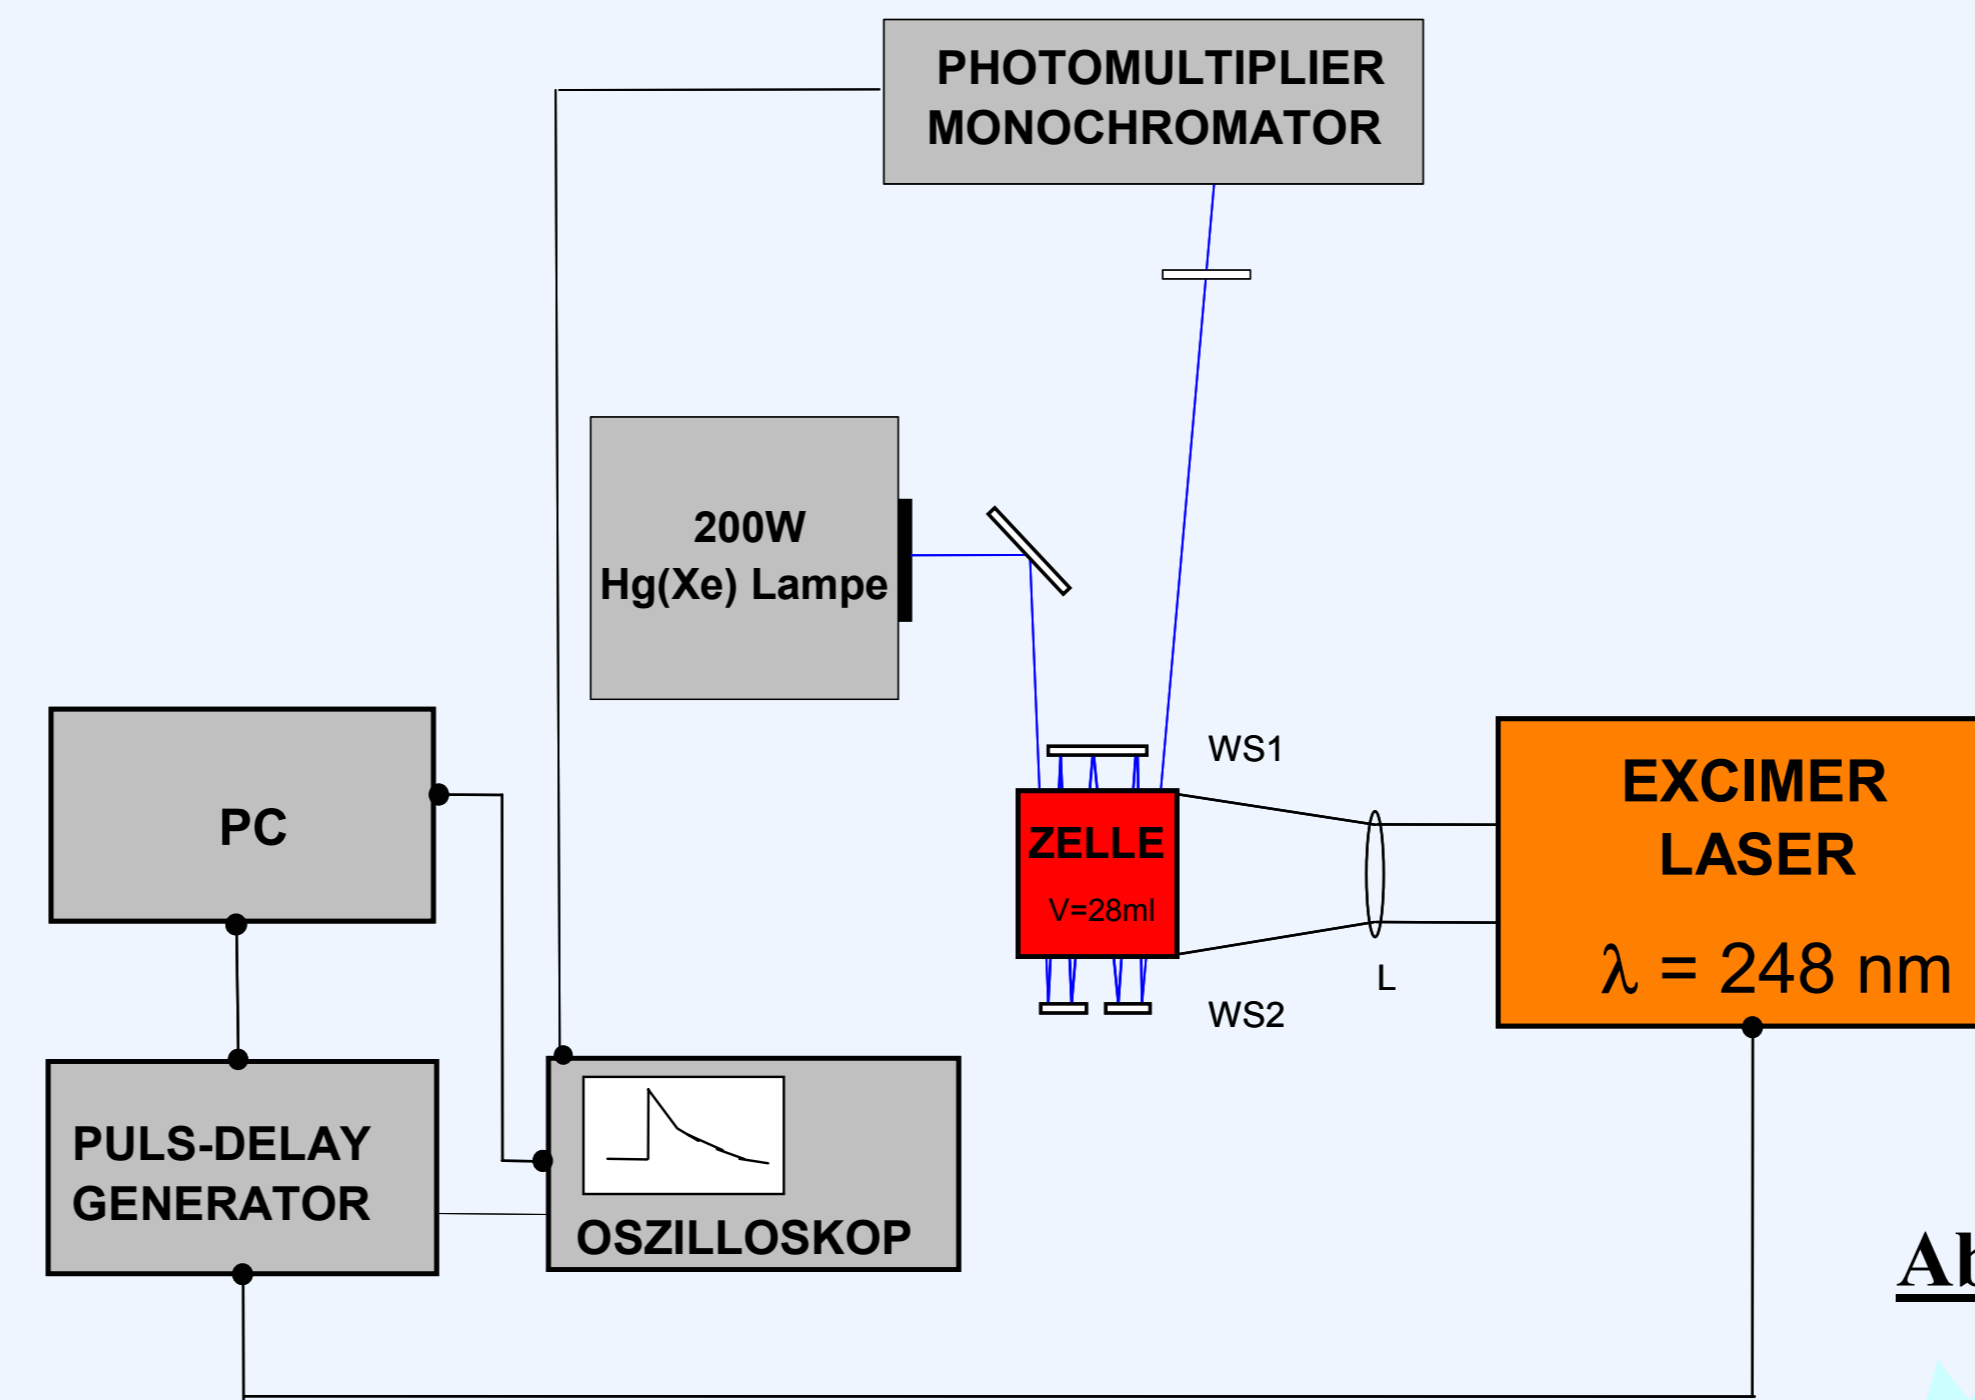 PHOTOMULTIPLIER
MONOCHROMATOR
200W
Hg(Xe) Lampe
WS1
EXCIMER
LASER
λ = 248 nm
PC
ZELLE
V=28ml
L
WS2
PULS-DELAY
GENERATOR
OSZILLOSKOP